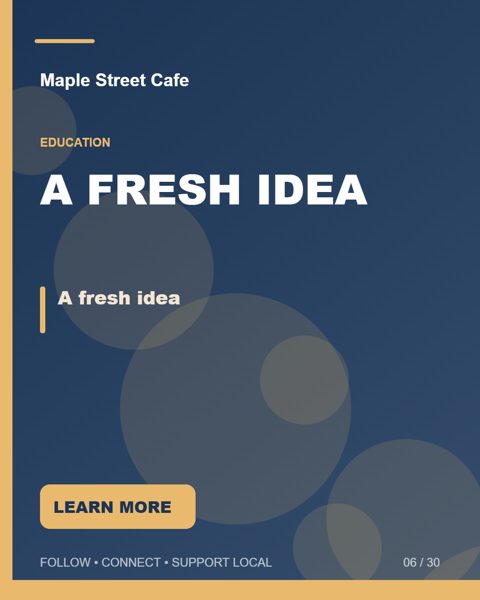 Maple Street Cafe
EDUCATION
A FRESH IDEA
A fresh idea
LEARN MORE
FOLLOW • CONNECT • SUPPORT LOCAL
06 / 30